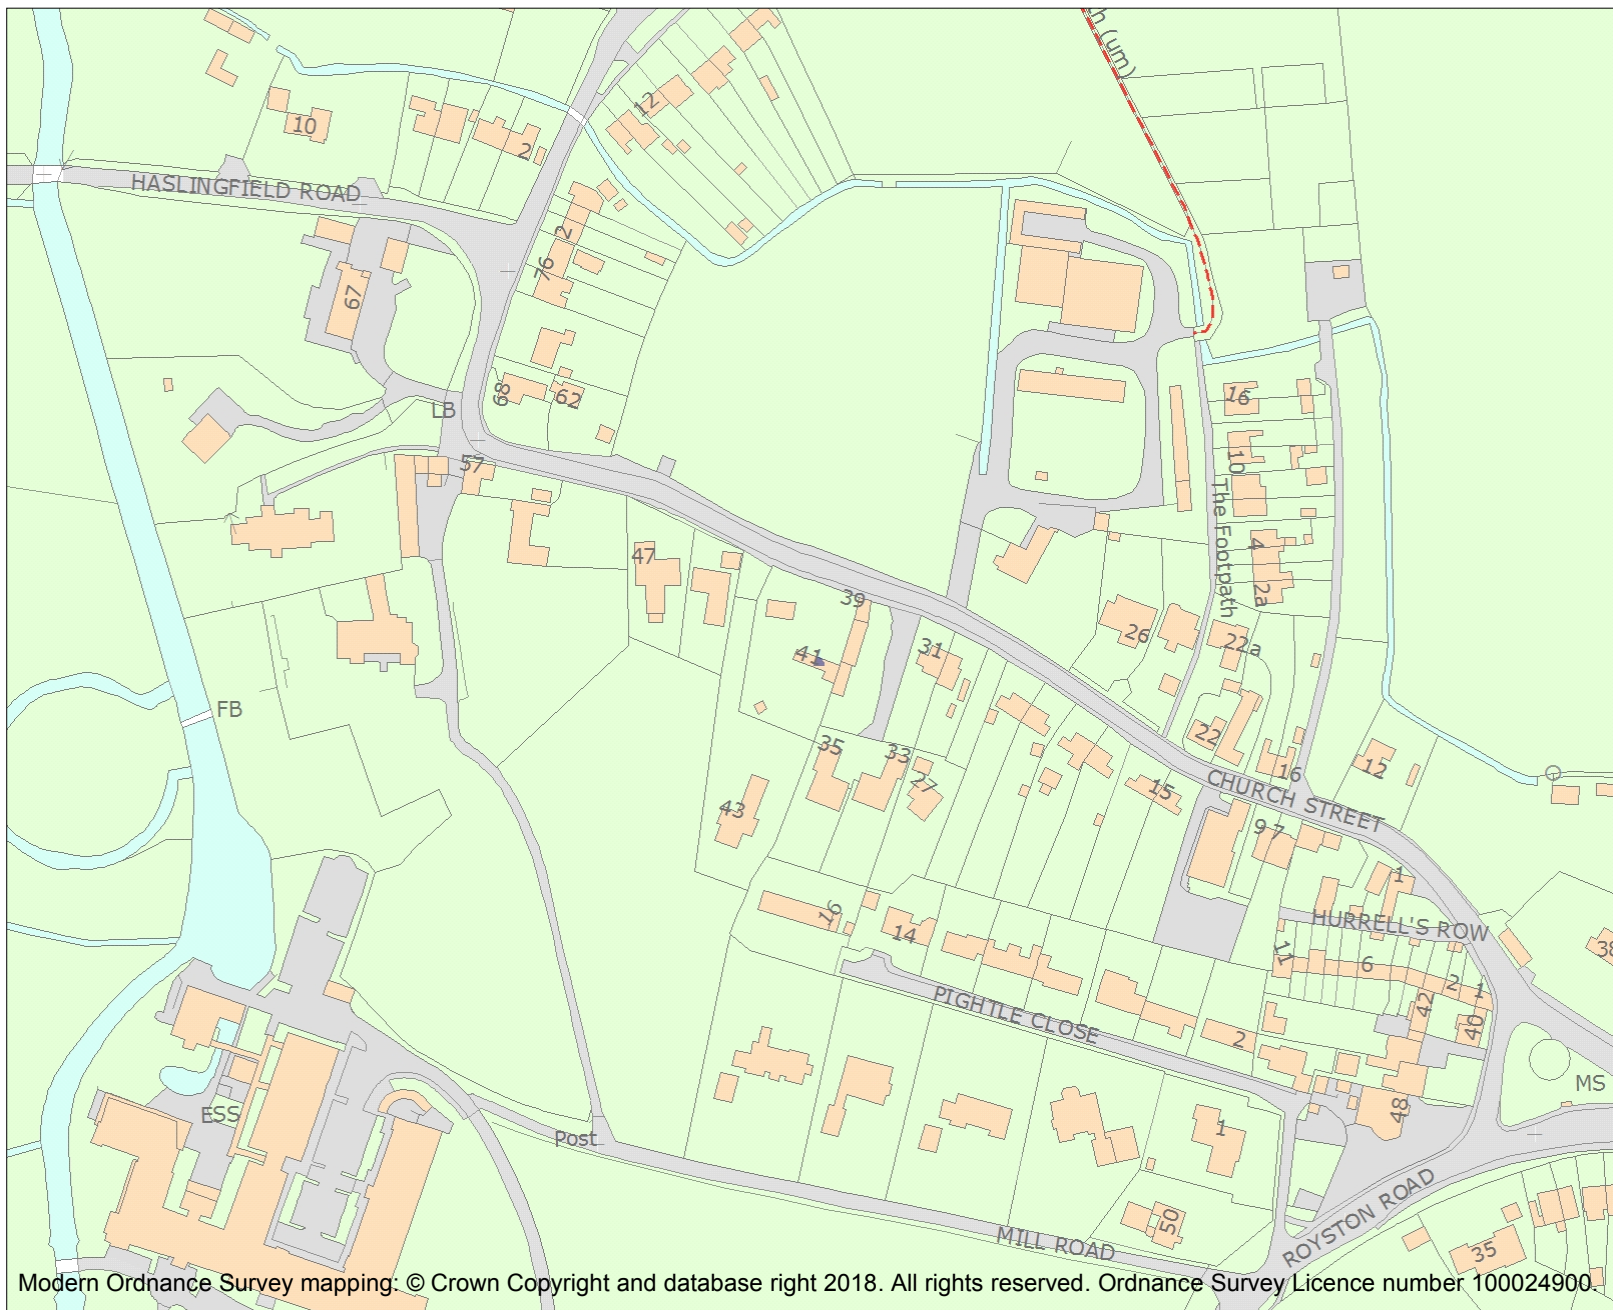 h (um)
12
10
2
HASLINGFIELD ROAD
2
76
67
68
62
16
LB
57
10
The Footpath
47
4
2a
39
26
31
22a
41
FB
22
35
33
16
12
27
CHURCH STREET
15
43
9 7
1
16
14
HURRELL'S ROW
11
6
38
2
1
42
40
PIGHTLE CLOSE
2
MS
ESS
48
1
Post
50
MILL ROAD
ROYSTON ROAD
35
Modern Ordnance Survey mapping: © Crown Copyright and database right 2018. All rights reserved. Ordnance Survey Licence number 100024900.